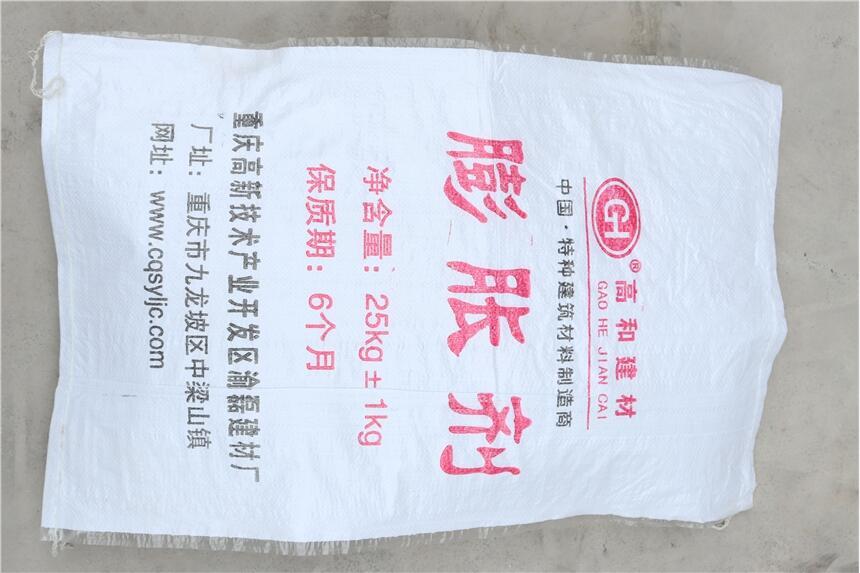 GH® 高和建材
GAO HE JIAN CAI
中国·特种建筑材料制造商
膨胀剂
净含量：25kg±1kg
保质期：6个月
重庆高新技术产业开发区渝磊建材厂
厂址：重庆市九龙坡区中梁山镇
网址：www.cqsyljc.com